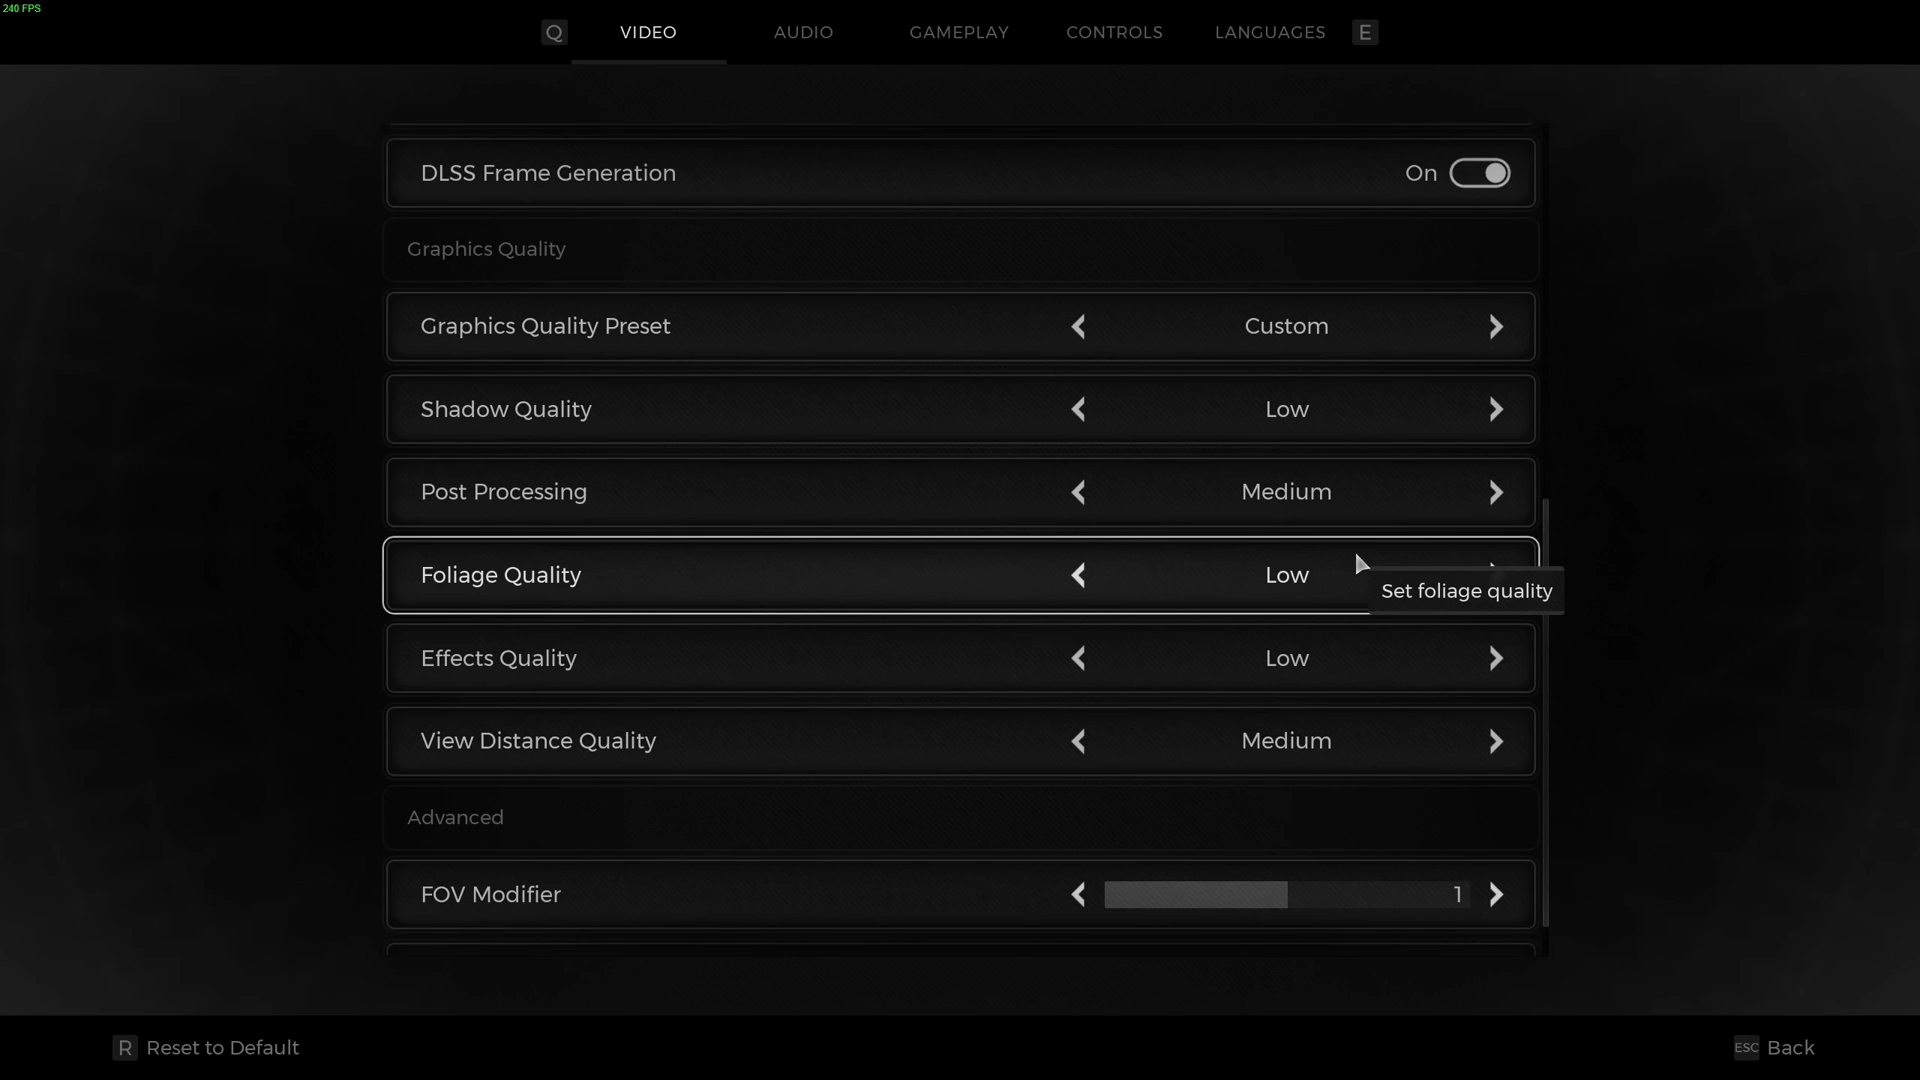 240 FPS
Q VIDEO AUDIO GAMEPLAY CONTROLS LANGUAGES E
DLSS Frame Generation On
Graphics Quality
Graphics Quality Preset Custom
Shadow Quality Low
Post Processing Medium
Foliage Quality Low
Set foliage quality
Effects Quality Low
View Distance Quality Medium
Advanced
FOV Modifier 1
R Reset to Default ESC Back